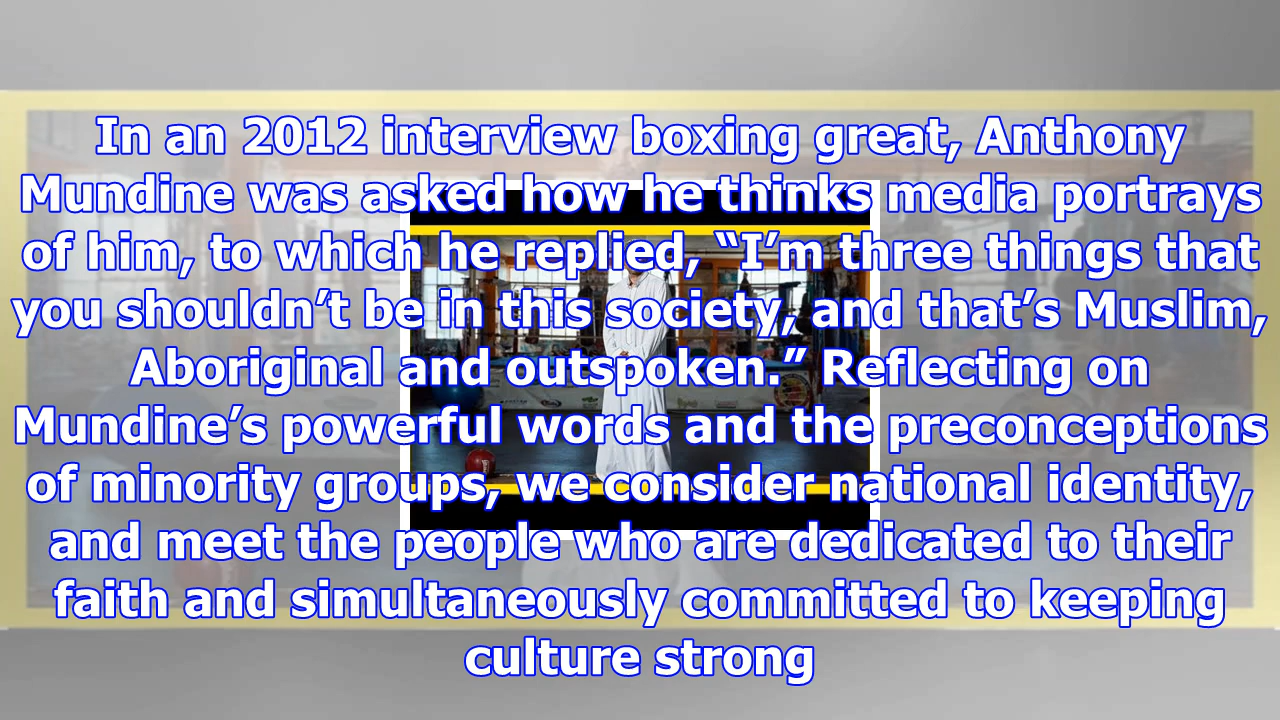 In an 2012 interview boxing great, Anthony
Mundine was asked how he thinks media portrays
of him, to which he replied, “I’m three things that
you shouldn’t be in this society, and that’s Muslim,
Aboriginal and outspoken.” Reflecting on
Mundine’s powerful words and the preconceptions
of minority groups, we consider national identity,
and meet the people who are dedicated to their
faith and simultaneously committed to keeping
culture strong